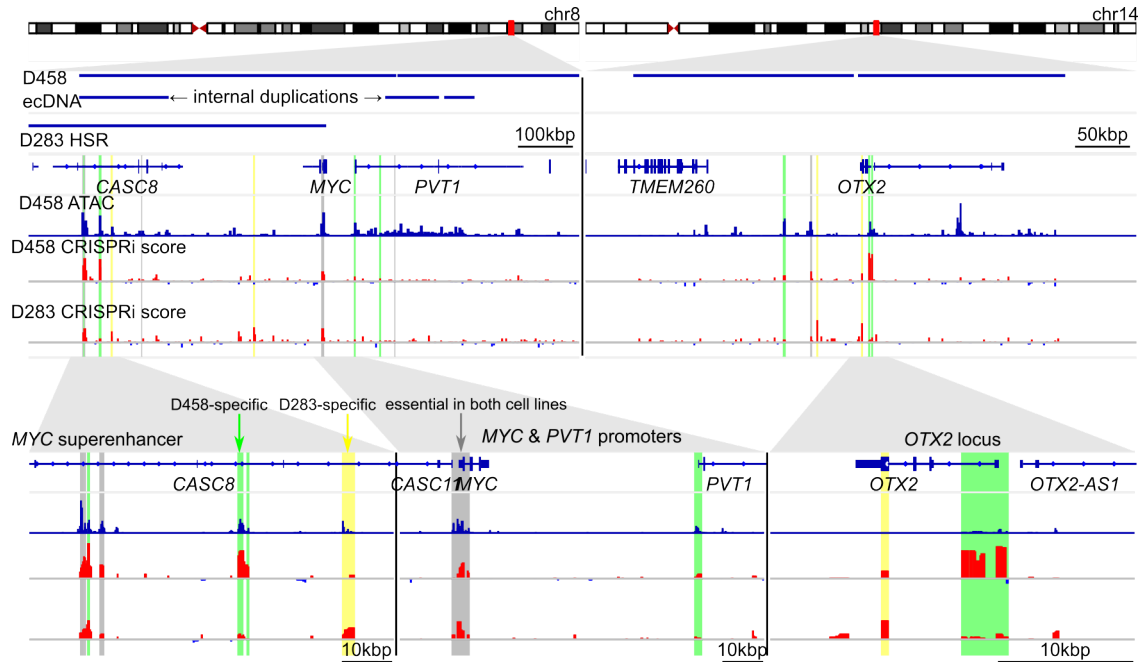 chr8 chr14
D458
ecDNA ← internal duplications →
D283 HSR 100kbp 50kbp
CASC8 MYC PVT1 TMEM260 OTX2
D458 ATAC
D458 CRISPRi score
D283 CRISPRi score
D458-specific D283-specific essential in both cell lines
MYC superenhancer MYC & PVT1 promoters OTX2 locus
CASC8 CASC11 MYC PVT1 OTX2 OTX2-AS1
10kbp 10kbp 10kbp